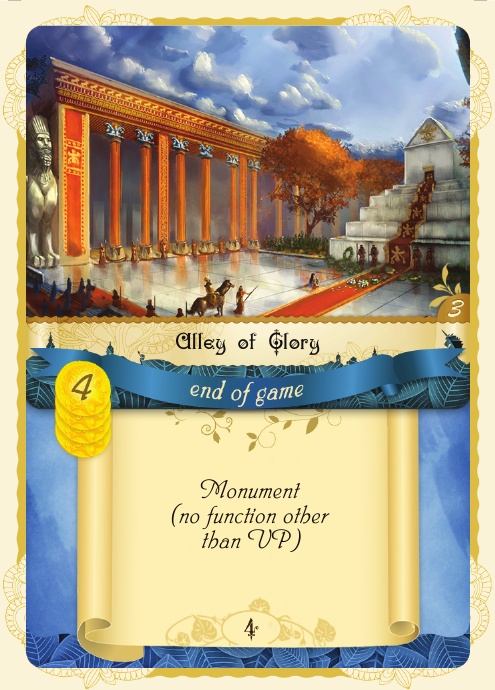 3
Alley of Glory
4
end of game
Monument
(no function other
than VP)
4